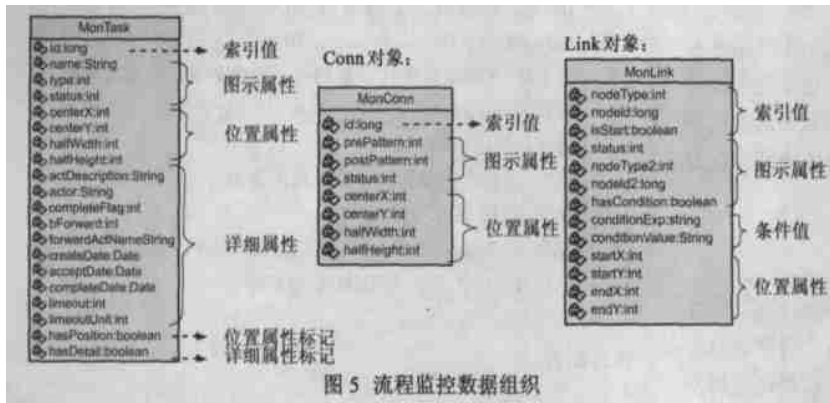 MonTask
id:long
name:String
type:int
status:int
centerX:int
centerY:int
halfWidth:int
halfHeight:int
actDescription:String
actor:String
completeFlag:int
bForward:int
forwardActNameString
createDate:Date
acceptDate:Date
completeDate:Date
limeout:int
limeoutUnit:int
hasPosition:boolean
hasDetail:boolean
索引值
图示属性
位置属性
详细属性
位置属性标记
详细属性标记
Conn对象：
MonConn
id:long
prePattern:int
postPattern:int
status:int
centerX:int
centerY:int
halfWidth:int
halfHeight:int
索引值
图示属性
位置属性
Link对象：
MonLink
nodeType:int
nodeId:long
isStart:boolean
status:int
nodeType2:int
nodeId2:long
hasCondition:boolean
conditionExp:string
conditionValue:String
startX:int
startY:int
endX:int
endY:int
索引值
图示属性
条件值
位置属性
图 5 流程监控数据组织